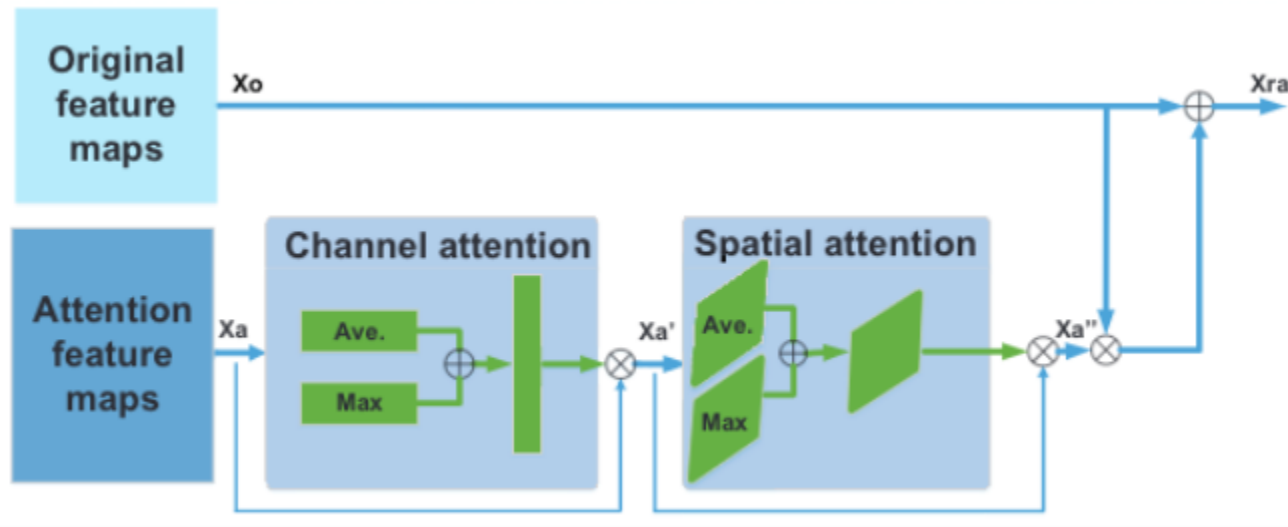 Original
feature
maps
Xo
Xra
Attention
feature
maps
Xa
Channel attention
Ave.
Max
Xa'
Spatial attention
Ave.
Max
Xa"